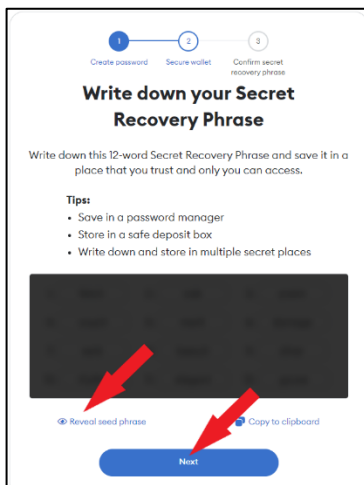 1 2 3
Create password Secure wallet Confirm secret
recovery phrase
Write down your Secret
Recovery Phrase
Write down this 12-word Secret Recovery Phrase and save it in a
place that you trust and only you can access.
Tips:
• Save in a password manager
• Store in a safe deposit box
• Write down and store in multiple secret places
Reveal seed phrase Copy to clipboard
Next